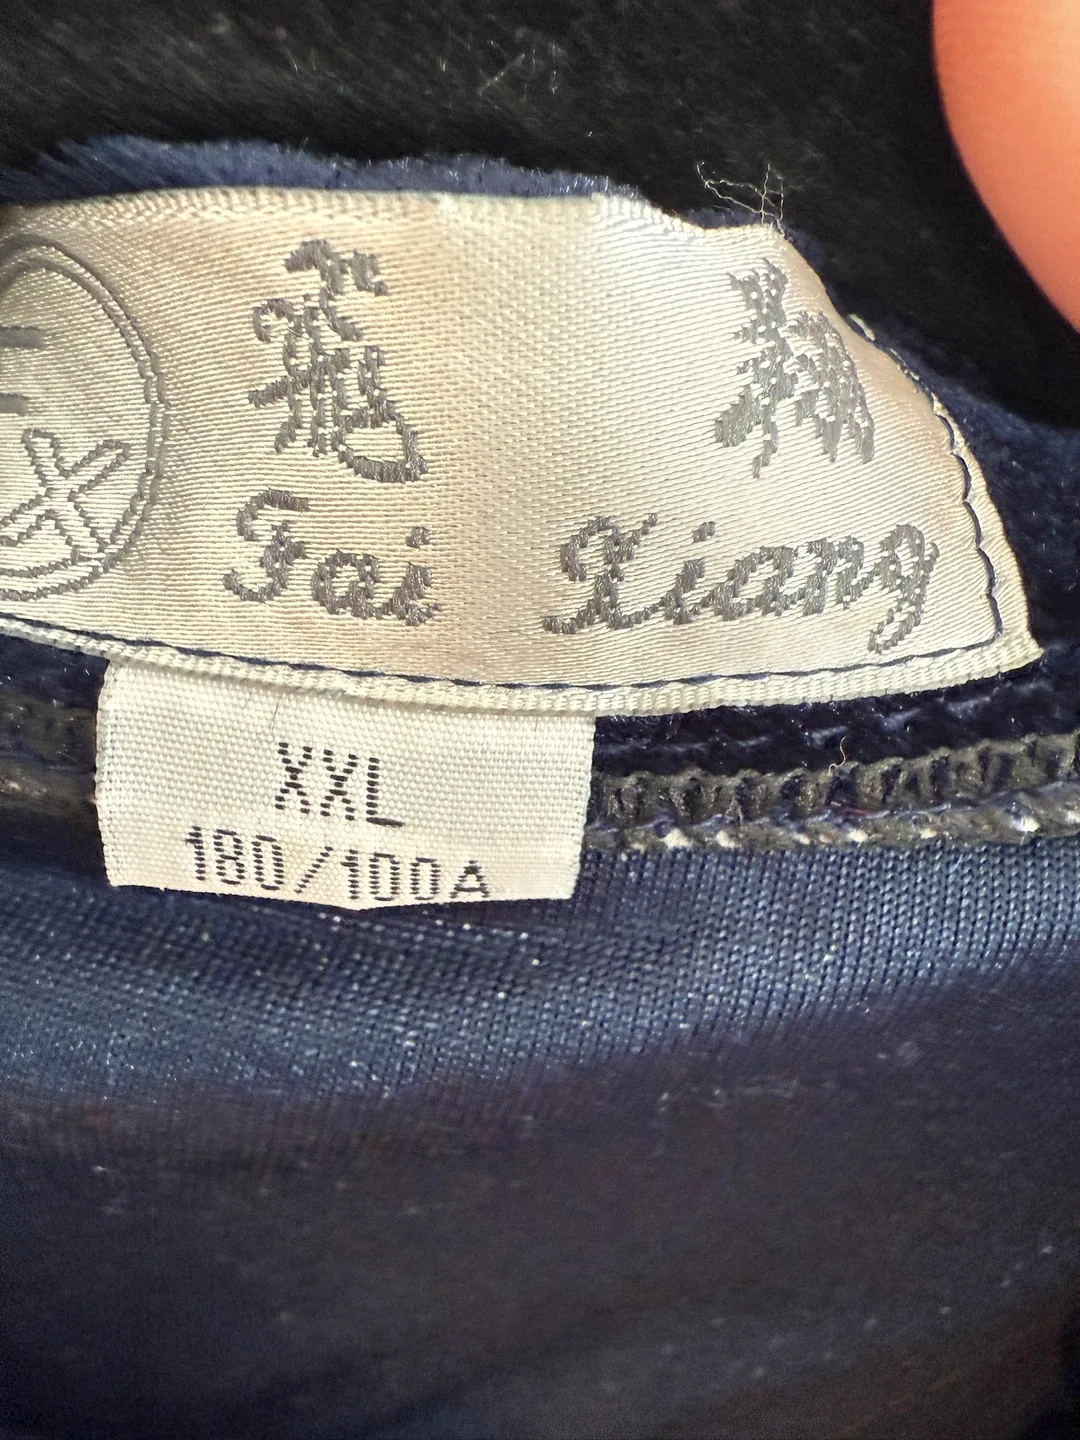 Fai Xiang
XXL
180/100A